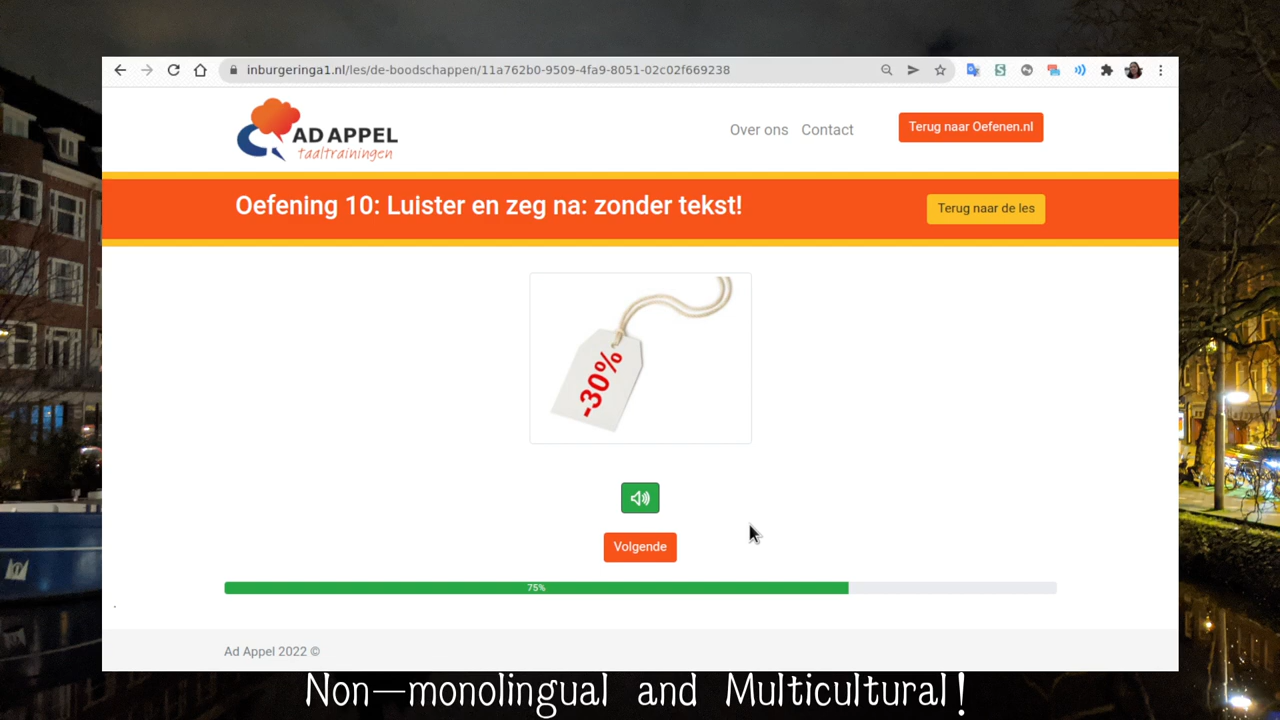 inburgeringa1.nl/les/de-boodschappen/11a762b0-9509-4fa9-8051-02c02f669238
AD APPEL
taaltrainingen
Over ons
Contact
Terug naar Oefenen.nl
Oefening 10: Luister en zeg na: zonder tekst!
Terug naar de les
-30%
Volgende
75%
Ad Appel 2022 ©
Non-monolingual and Multicultural!